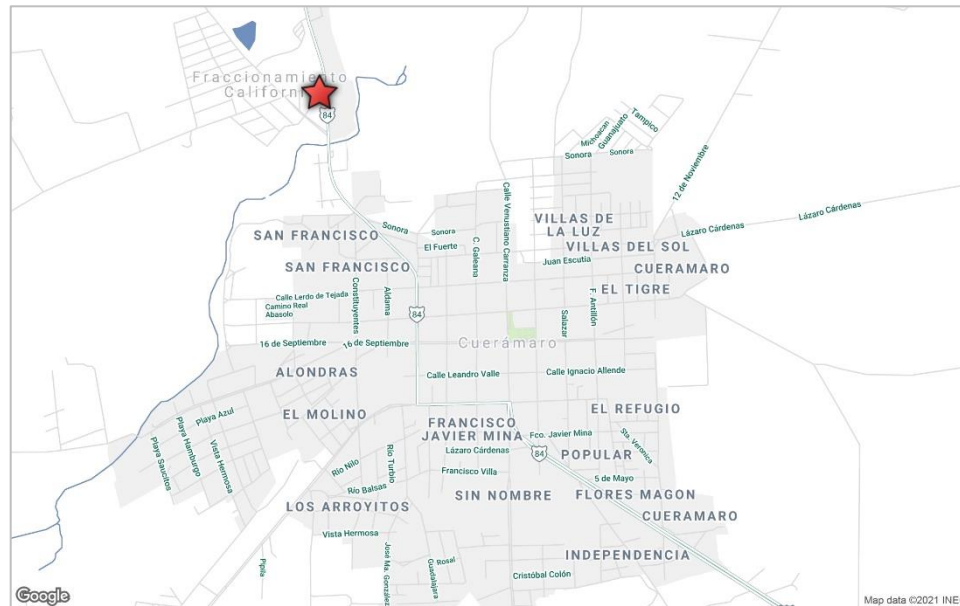 Fraccionamiento
Californi
84
Tampico
Guanajuato
Michoacan
Sonora
Sonora
12 de Noviembre
Calle Venustiano Carranza
Lázaro Cárdenas
Lázaro Cárdenas
VILLAS DE
LA LUZ
VILLAS DEL SOL
SAN FRANCISCO
Sonora
Sonora
El Fuerte
C. Galeana
Juan Escutia
CUERAMARO
SAN FRANCISCO
EL TIGRE
Calle Lerdo de Tejada
Camino Real
Abasolo
Constituyentes
Aldama
84
Salazar
F. Antillón
16 de Septiembre
16 de Septiembre
Cuerámaro
ALONDRAS
Calle Leandro Valle
Calle Ignacio Allende
EL MOLINO
Playa Azul
Playa Hamburgo
Playa Saucitos
Vista Hermosa
FRANCISCO
JAVIER MINA
EL REFUGIO
Fco. Javier Mina
Sta. Veronica
Lázaro Cárdenas
84
POPULAR
Río Nilo
Río Turbio
Francisco Villa
5 de Mayo
Río Balsas
SIN NOMBRE
FLORES MAGON
LOS ARROYITOS
CUERAMARO
Vista Hermosa
INDEPENDENCIA
Pipila
José Ma. González
Guadalajara
Rosal
Cristóbal Colón
Google
Map data ©2021 INE